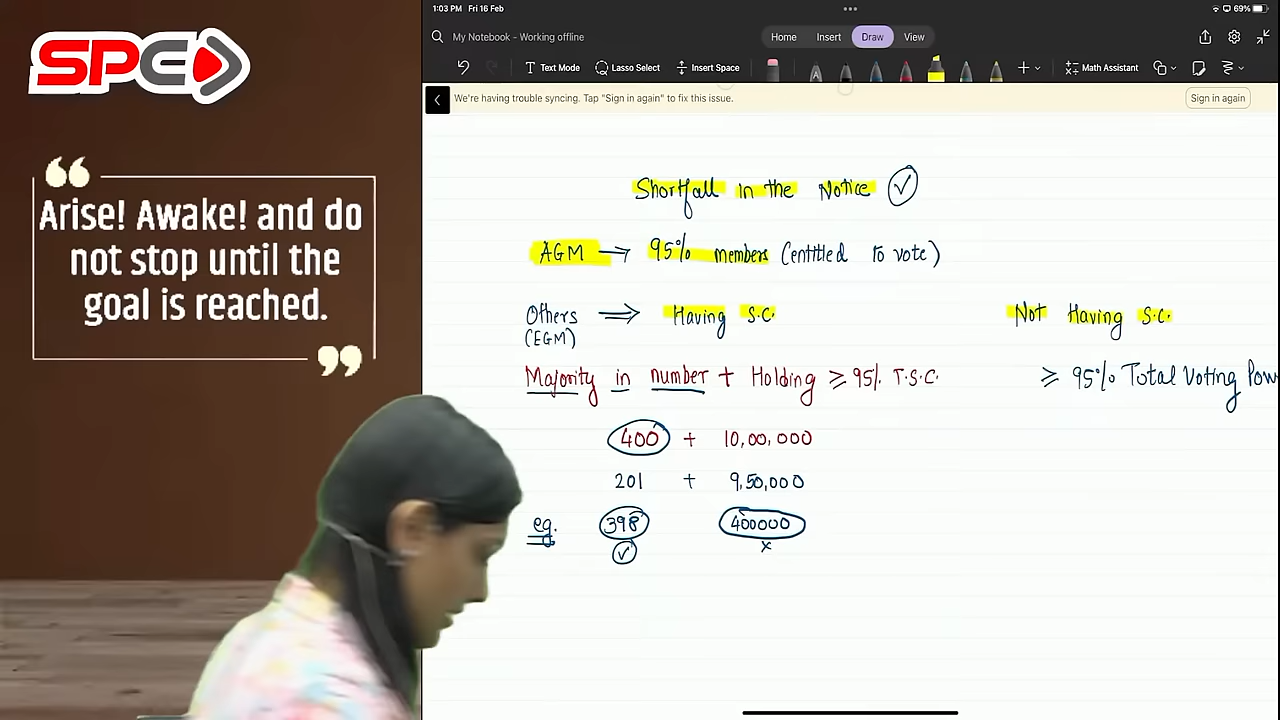 SPC
Arise! Awake! and do
not stop until the
goal is reached.
1:03 PM Fri 16 Feb
69%
My Notebook - Working offline
Home Insert Draw View
Text Mode Lasso Select Insert Space Math Assistant
We're having trouble syncing. Tap "Sign in again" to fix this issue.
Sign in again
Shortfall in the Notice ✓
AGM → 95% members (entitled to vote)
Others ⇒ Having S.C. Not Having S.C.
(EGM)
Majority in number + Holding ≥ 95% T.S.C. ≥ 95% Total Voting Pow
400 + 10,00,000
201 + 9,50,000
eg. 398 400000
✓ x